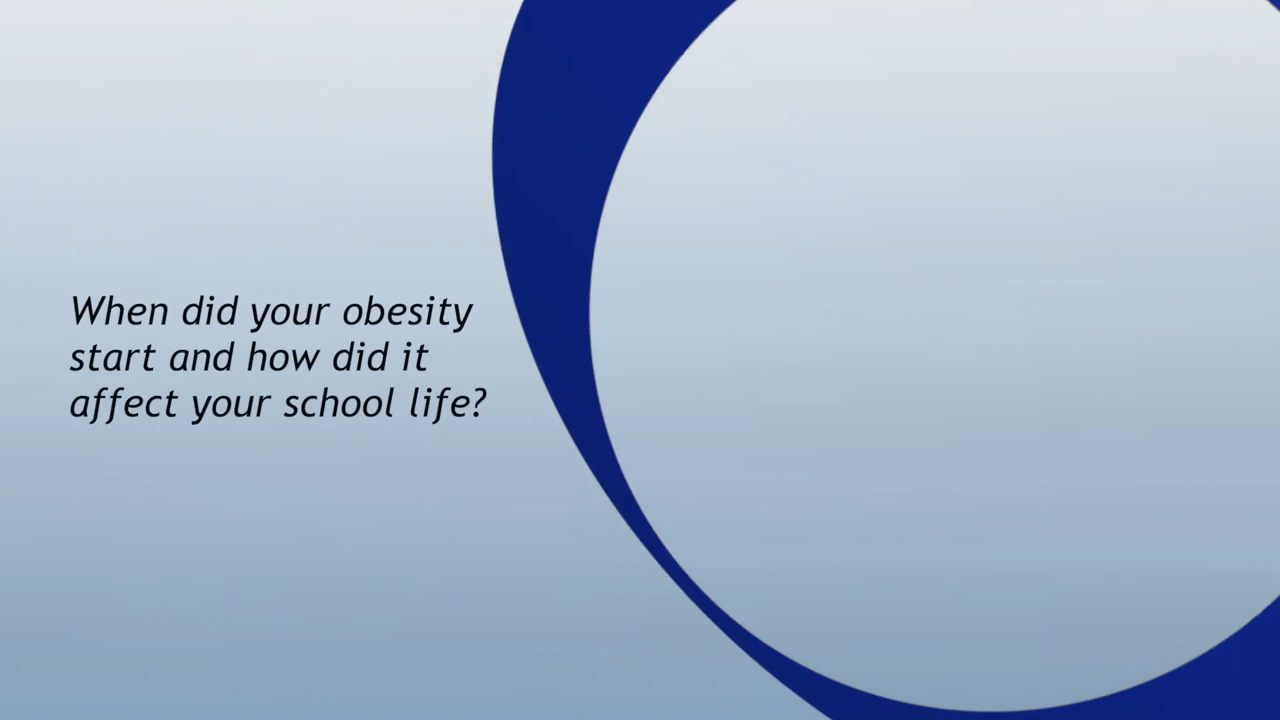 When did your obesity
start and how did it
affect your school life?